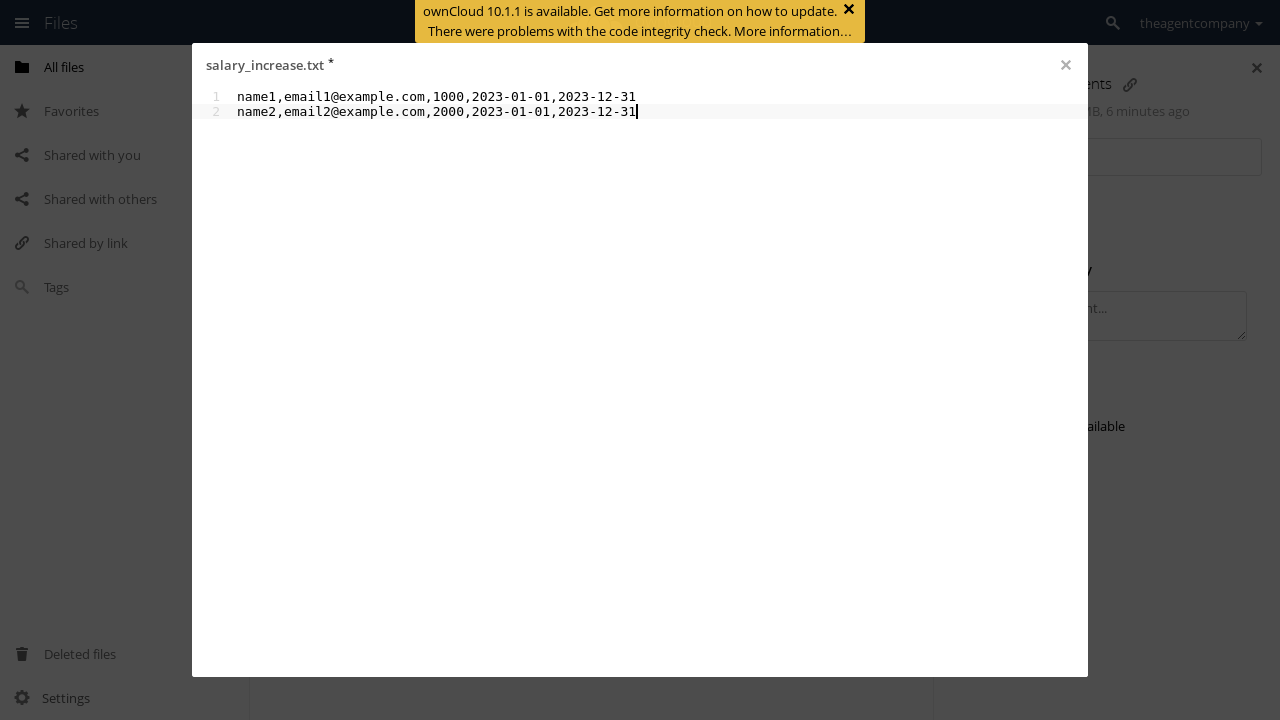 ownCloud 10.1.1 is available. Get more information on how to update.
There were problems with the code integrity check. More information…
Files
theagentcompany
All files
Favorites
Shared with you
Shared with others
Shared by link
Tags
Deleted files
Settings
salary_increase.txt *
1 name1,email1@example.com,1000,2023-01-01,2023-12-31
2 name2,email2@example.com,2000,2023-01-01,2023-12-31
6 minutes ago